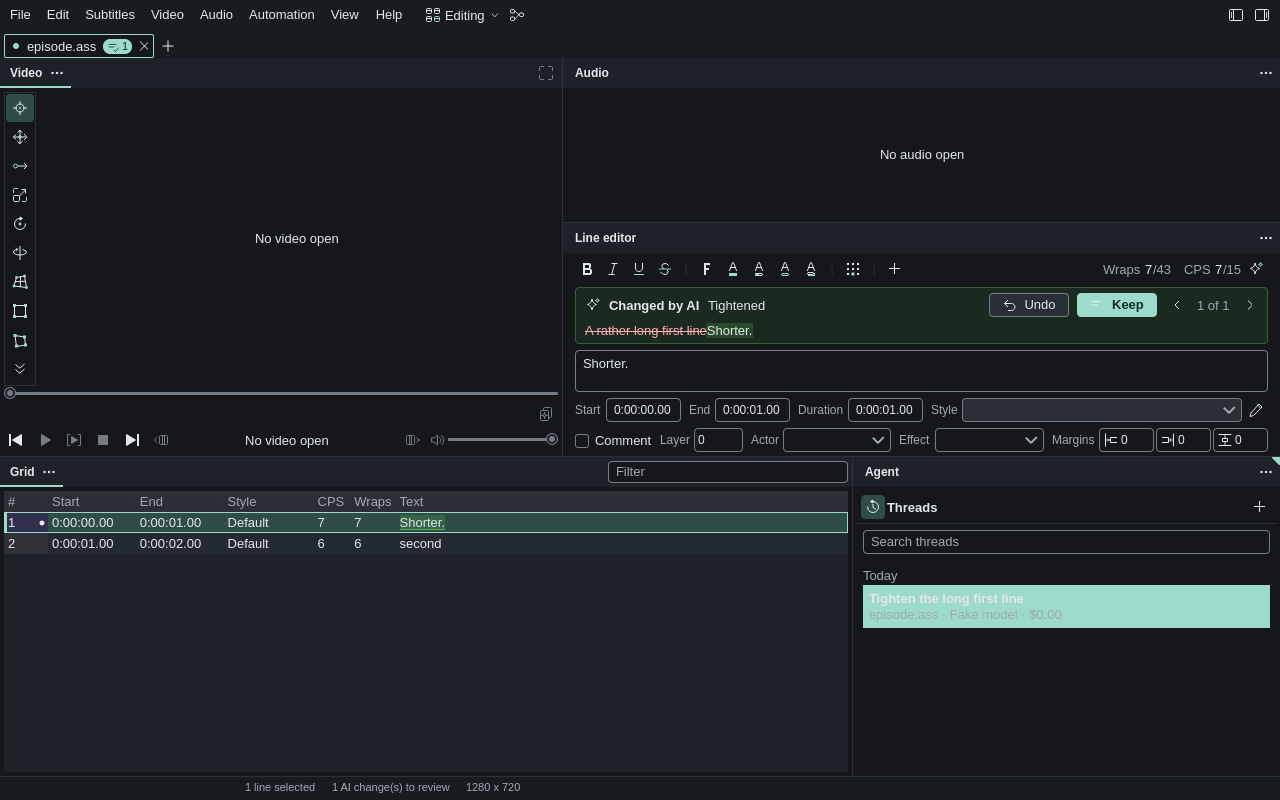 File Edit Subtitles Video Audio Automation View Help Editing
episode.ass 1
Video
Audio
No video open
No audio open
Line editor
Wraps 7/43 CPS 7/15
Changed by AI Tightened Undo Keep 1 of 1
A rather long first lineShorter.
Shorter.
Start 0:00:00.00 End 0:00:01.00 Duration 0:00:01.00 Style
No video open
Comment Layer 0 Actor Effect Margins 0 0 0
Grid
Filter
# Start End Style CPS Wraps Text
1 0:00:00.00 0:00:01.00 Default 7 7 Shorter.
2 0:00:01.00 0:00:02.00 Default 6 6 second
Agent
Threads
Search threads
Today
Tighten the long first line
episode.ass · Fake model · $0.00
1 line selected 1 AI change(s) to review 1280 x 720